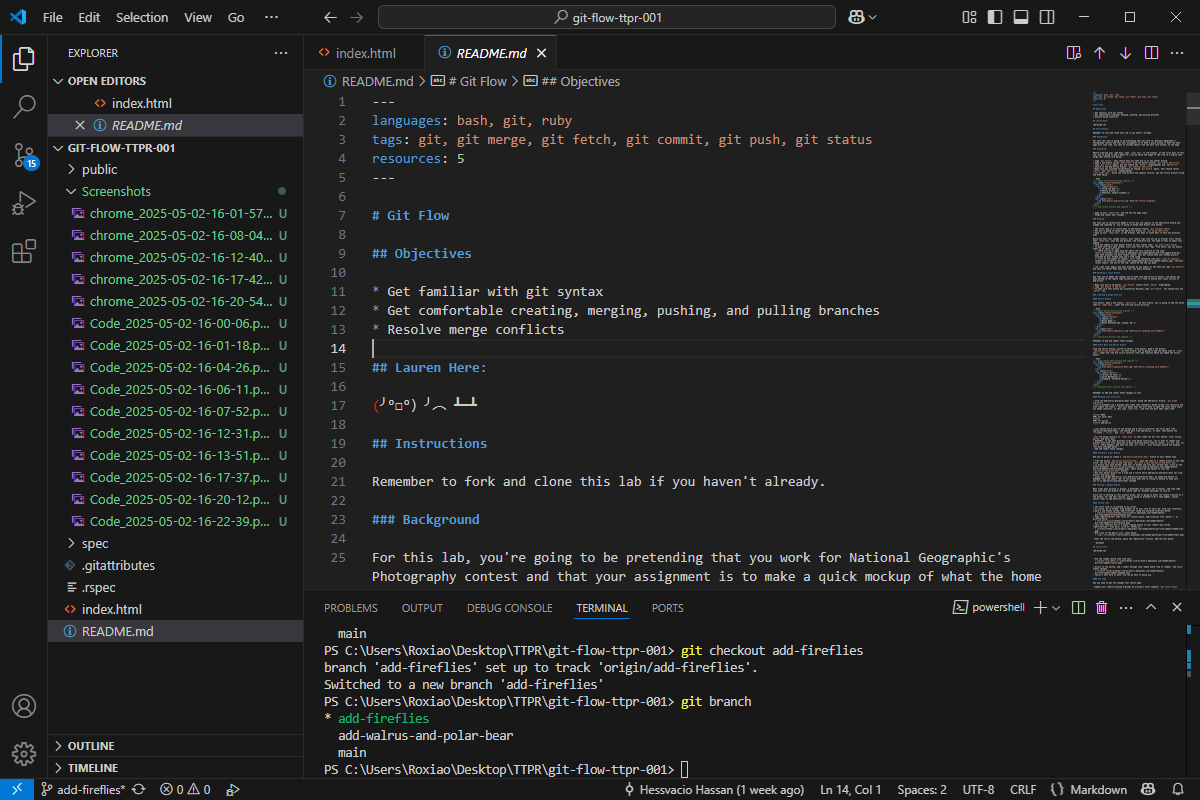 File Edit Selection View Go ··· git-flow-ttpr-001
EXPLORER ···
OPEN EDITORS
index.html
README.md
GIT-FLOW-TTPR-001
public
Screenshots
chrome_2025-05-02-16-01-57... U
chrome_2025-05-02-16-08-04... U
chrome_2025-05-02-16-12-40... U
chrome_2025-05-02-16-17-42... U
chrome_2025-05-02-16-20-54... U
Code_2025-05-02-16-00-06.p... U
Code_2025-05-02-16-01-18.p... U
Code_2025-05-02-16-04-26.p... U
Code_2025-05-02-16-06-11.p... U
Code_2025-05-02-16-07-52.p... U
Code_2025-05-02-16-12-31.p... U
Code_2025-05-02-16-13-51.p... U
Code_2025-05-02-16-17-37.p... U
Code_2025-05-02-16-20-12.p... U
Code_2025-05-02-16-22-39.p... U
spec
.gitattributes
.rspec
index.html
README.md
OUTLINE
TIMELINE
15
index.html README.md
README.md > # Git Flow > ## Objectives
1 ---
2 languages: bash, git, ruby
3 tags: git, git merge, git fetch, git commit, git push, git status
4 resources: 5
5 ---
6
7 # Git Flow
8
9 ## Objectives
10
11 * Get familiar with git syntax
12 * Get comfortable creating, merging, pushing, and pulling branches
13 * Resolve merge conflicts
14
15 ## Lauren Here:
16
17 (╯°□°) ╯︵ ┻━┻
18
19 ## Instructions
20
21 Remember to fork and clone this lab if you haven't already.
22
23 ### Background
24
25 For this lab, you're going to be pretending that you work for National Geographic's
Photography contest and that your assignment is to make a quick mockup of what the home
PROBLEMS OUTPUT DEBUG CONSOLE TERMINAL PORTS powershell
main
PS C:\Users\Roxiao\Desktop\TTPR\git-flow-ttpr-001> git checkout add-fireflies
branch 'add-fireflies' set up to track 'origin/add-fireflies'.
Switched to a new branch 'add-fireflies'
PS C:\Users\Roxiao\Desktop\TTPR\git-flow-ttpr-001> git branch
* add-fireflies
add-walrus-and-polar-bear
main
PS C:\Users\Roxiao\Desktop\TTPR\git-flow-ttpr-001>
add-fireflies* 0 0 Hessvacio Hassan (1 week ago) Ln 14, Col 1 Spaces: 2 UTF-8 CRLF {} Markdown